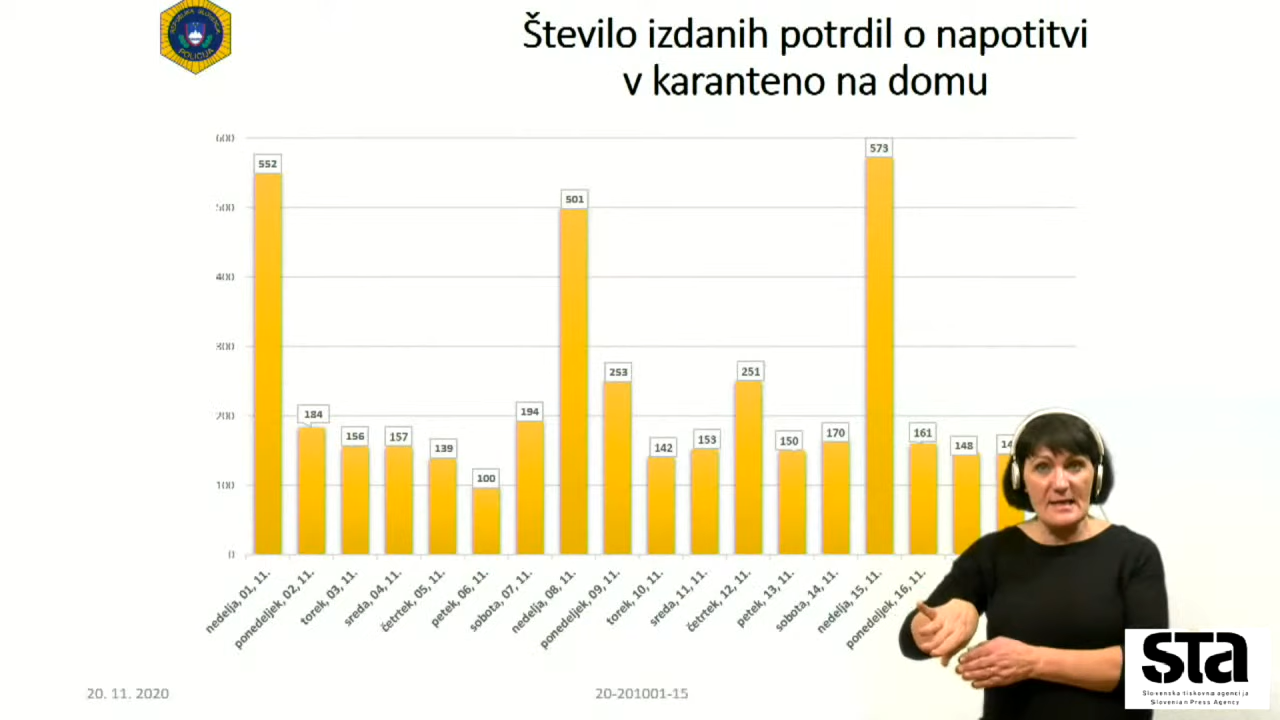 REPUBLIKA SLOVENIJA
POLICIJA
Število izdanih potrdil o napotitvi
v karanteno na domu
600
500
400
300
200
100
0
552
184
156
157
139
100
194
501
253
142
153
251
150
170
573
161
148
nedelja, 01, 11.
ponedeljek, 02, 11.
torek, 03, 11.
sreda, 04, 11.
četrtek, 05, 11.
petek, 06, 11.
sobota, 07, 11.
nedelja, 08, 11.
ponedeljek, 09, 11.
torek, 10, 11.
sreda, 11, 11.
četrtek, 12, 11.
petek, 13, 11.
sobota, 14, 11.
nedelja, 15, 11.
ponedeljek, 16, 11.
20. 11. 2020
20-201001-15
sta
Slovenska tiskovna agencija
Slovenian Press Agency